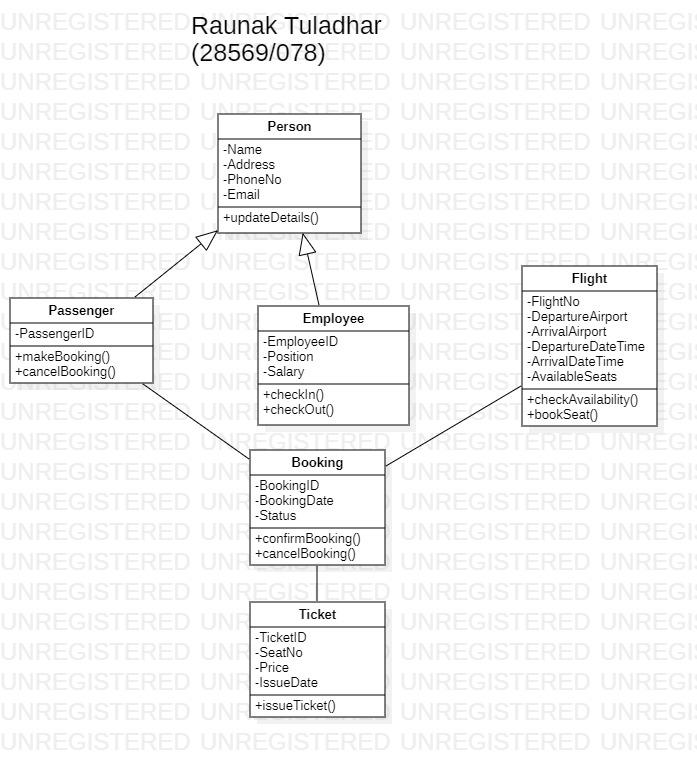 Raunak Tuladhar
(28569/078)
Person
-Name
-Address
-PhoneNo
-Email
+updateDetails()
Passenger
-PassengerID
+makeBooking()
+cancelBooking()
Employee
-EmployeeID
-Position
-Salary
+checkIn()
+checkOut()
Flight
-FlightNo
-DepartureAirport
-ArrivalAirport
-DepartureDateTime
-ArrivalDateTime
-AvailableSeats
+checkAvailability()
+bookSeat()
Booking
-BookingID
-BookingDate
-Status
+confirmBooking()
+cancelBooking()
Ticket
-TicketID
-SeatNo
-Price
-IssueDate
+issueTicket()
UNREGISTERED